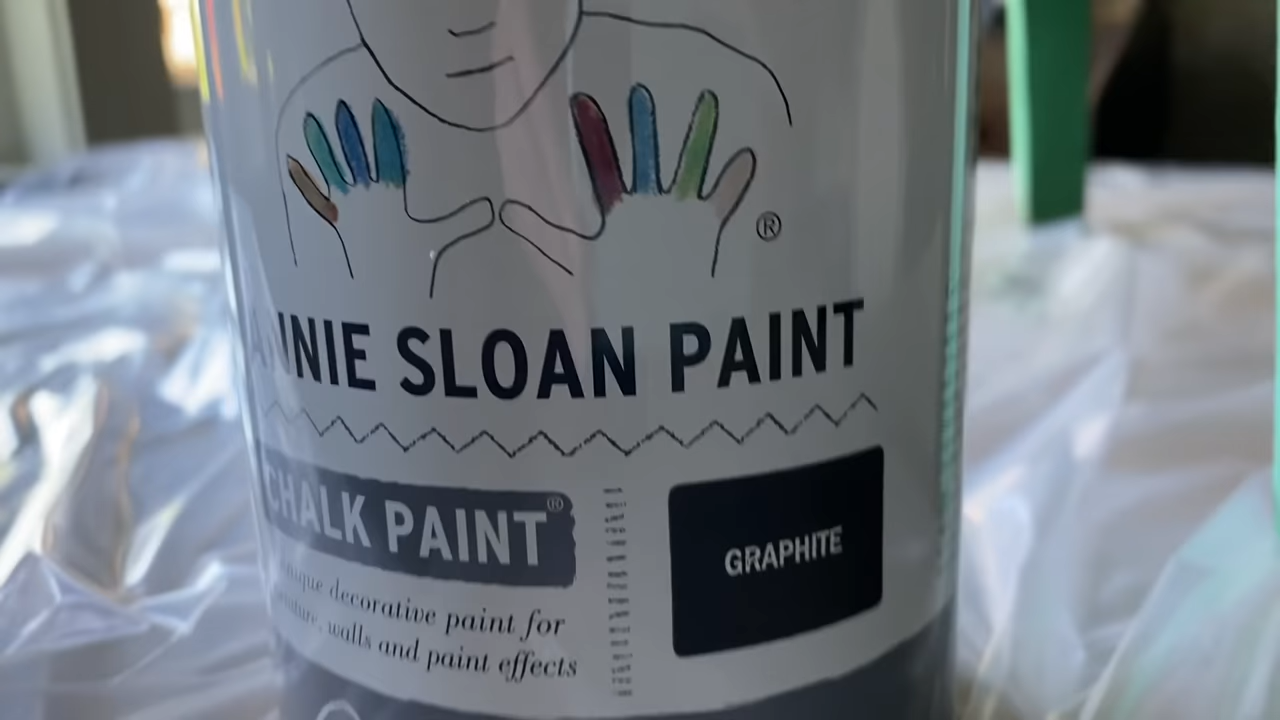 ®
NNIE SLOAN PAINT
CHALK PAINT®
GRAPHITE
decorative paint for
walls and paint effects